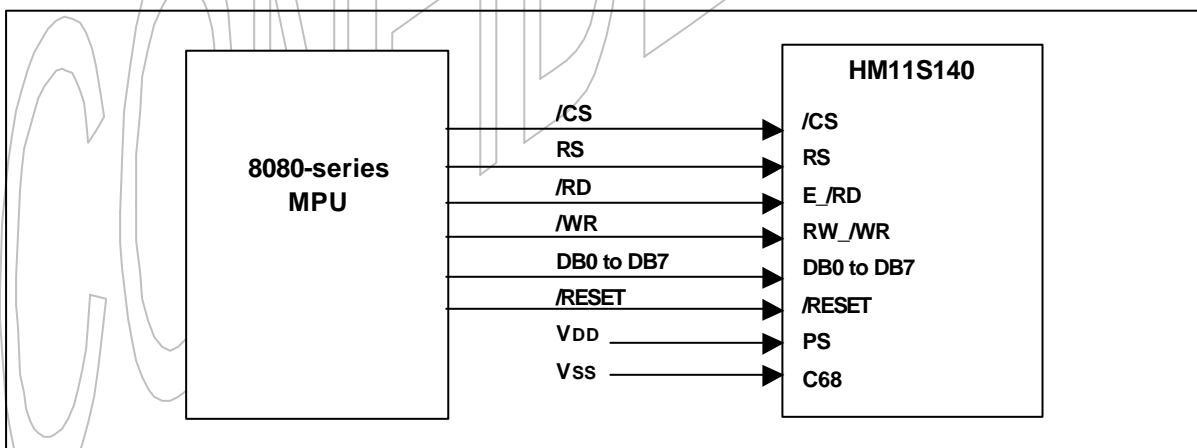 HM11S140
8080-series
MPU
/CS
RS
/RD
/WR
DB0 to DB7
/RESET
VDD
VSS
/CS
RS
E_/RD
RW_/WR
DB0 to DB7
/RESET
PS
C68